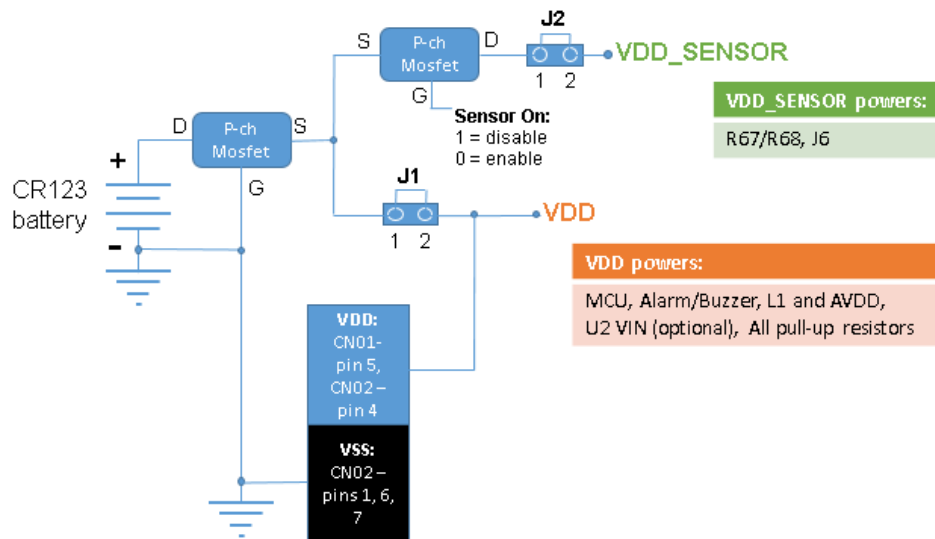 J2
S
P-ch
Mosfet
D
1 2
VDD_SENSOR
G
Sensor On:
1 = disable
0 = enable
VDD_SENSOR powers:
R67/R68, J6
D
P-ch
Mosfet
S
G
+
CR123
battery
-
J1
1 2
VDD
VDD powers:
MCU, Alarm/Buzzer, L1 and AVDD,
U2 VIN (optional), All pull-up resistors
VDD:
CN01-
pin 5,
CN02 –
pin 4
VSS:
CN02 –
pins 1, 6,
7